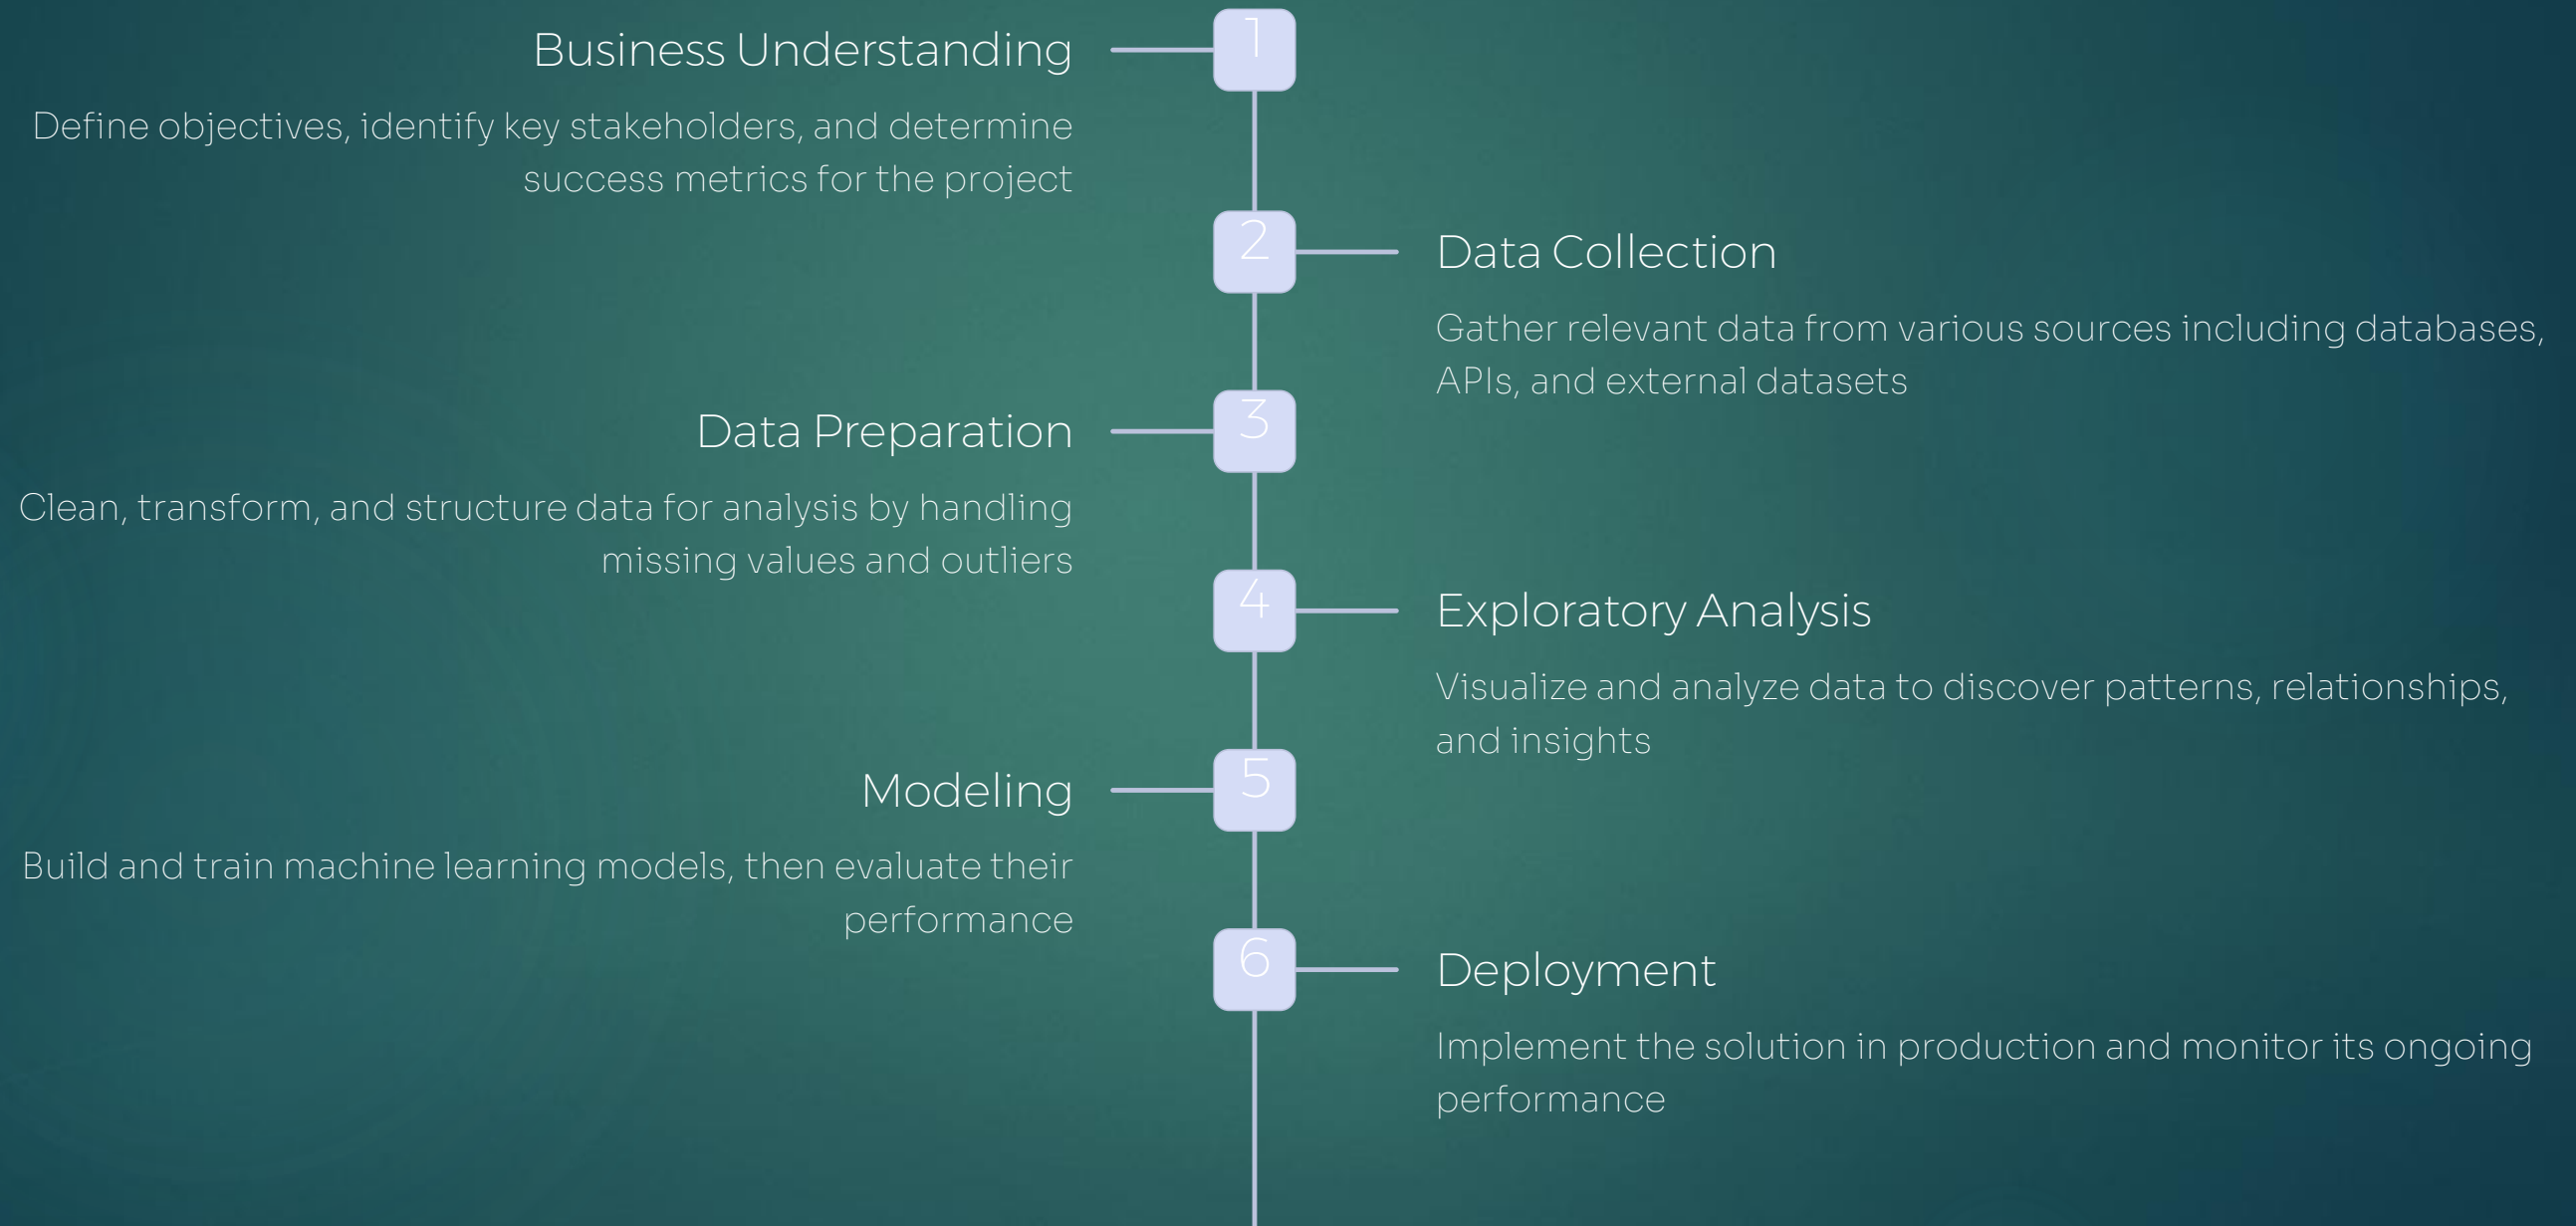 1
Business Understanding
Define objectives, identify key stakeholders, and determine
success metrics for the project
2
Data Collection
Gather relevant data from various sources including databases,
APIs, and external datasets
3
Data Preparation
Clean, transform, and structure data for analysis by handling
missing values and outliers
4
Exploratory Analysis
Visualize and analyze data to discover patterns, relationships,
and insights
5
Modeling
Build and train machine learning models, then evaluate their
performance
6
Deployment
Implement the solution in production and monitor its ongoing
performance